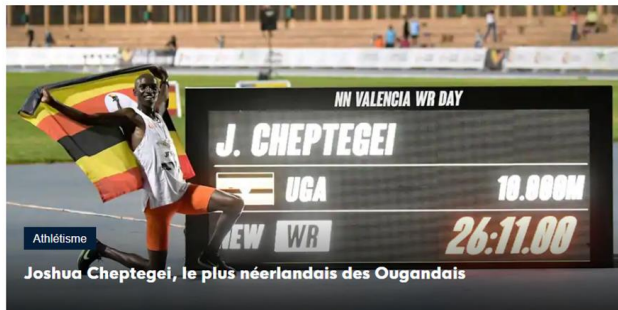 NN VALENCIA WR DAY
J. CHEPTEGEI
UGA 10.000M
NEW WR 26:11.00
Athlétisme
Joshua Cheptegei, le plus néerlandais des Ougandais